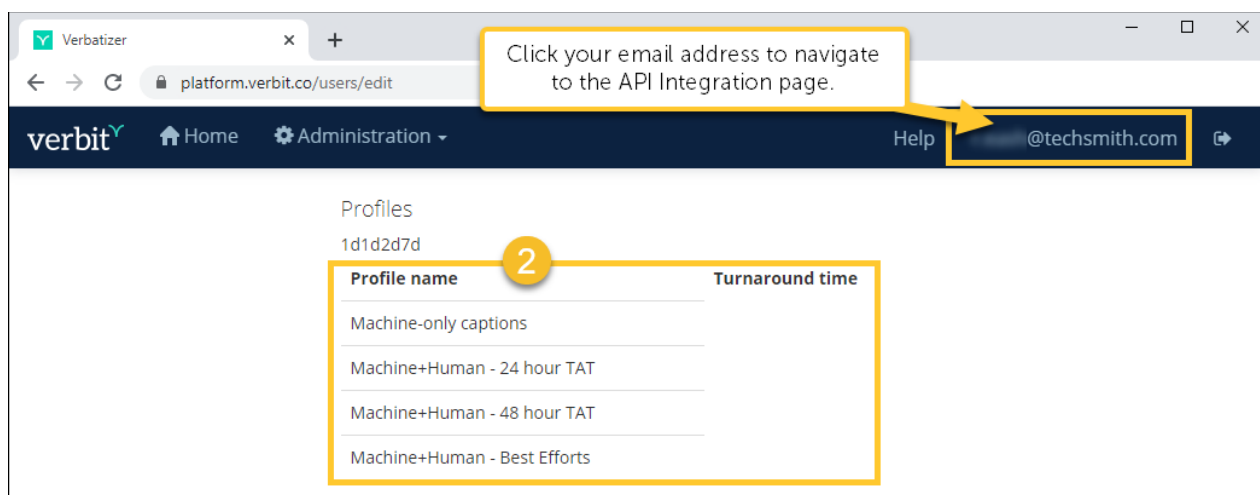 Verbatizer
Click your email address to navigate
to the API Integration page.
platform.verbit.co/users/edit
verbit Home Administration Help @techsmith.com
Profiles
1d1d2d7d
2
Profile name Turnaround time
Machine-only captions
Machine+Human - 24 hour TAT
Machine+Human - 48 hour TAT
Machine+Human - Best Efforts